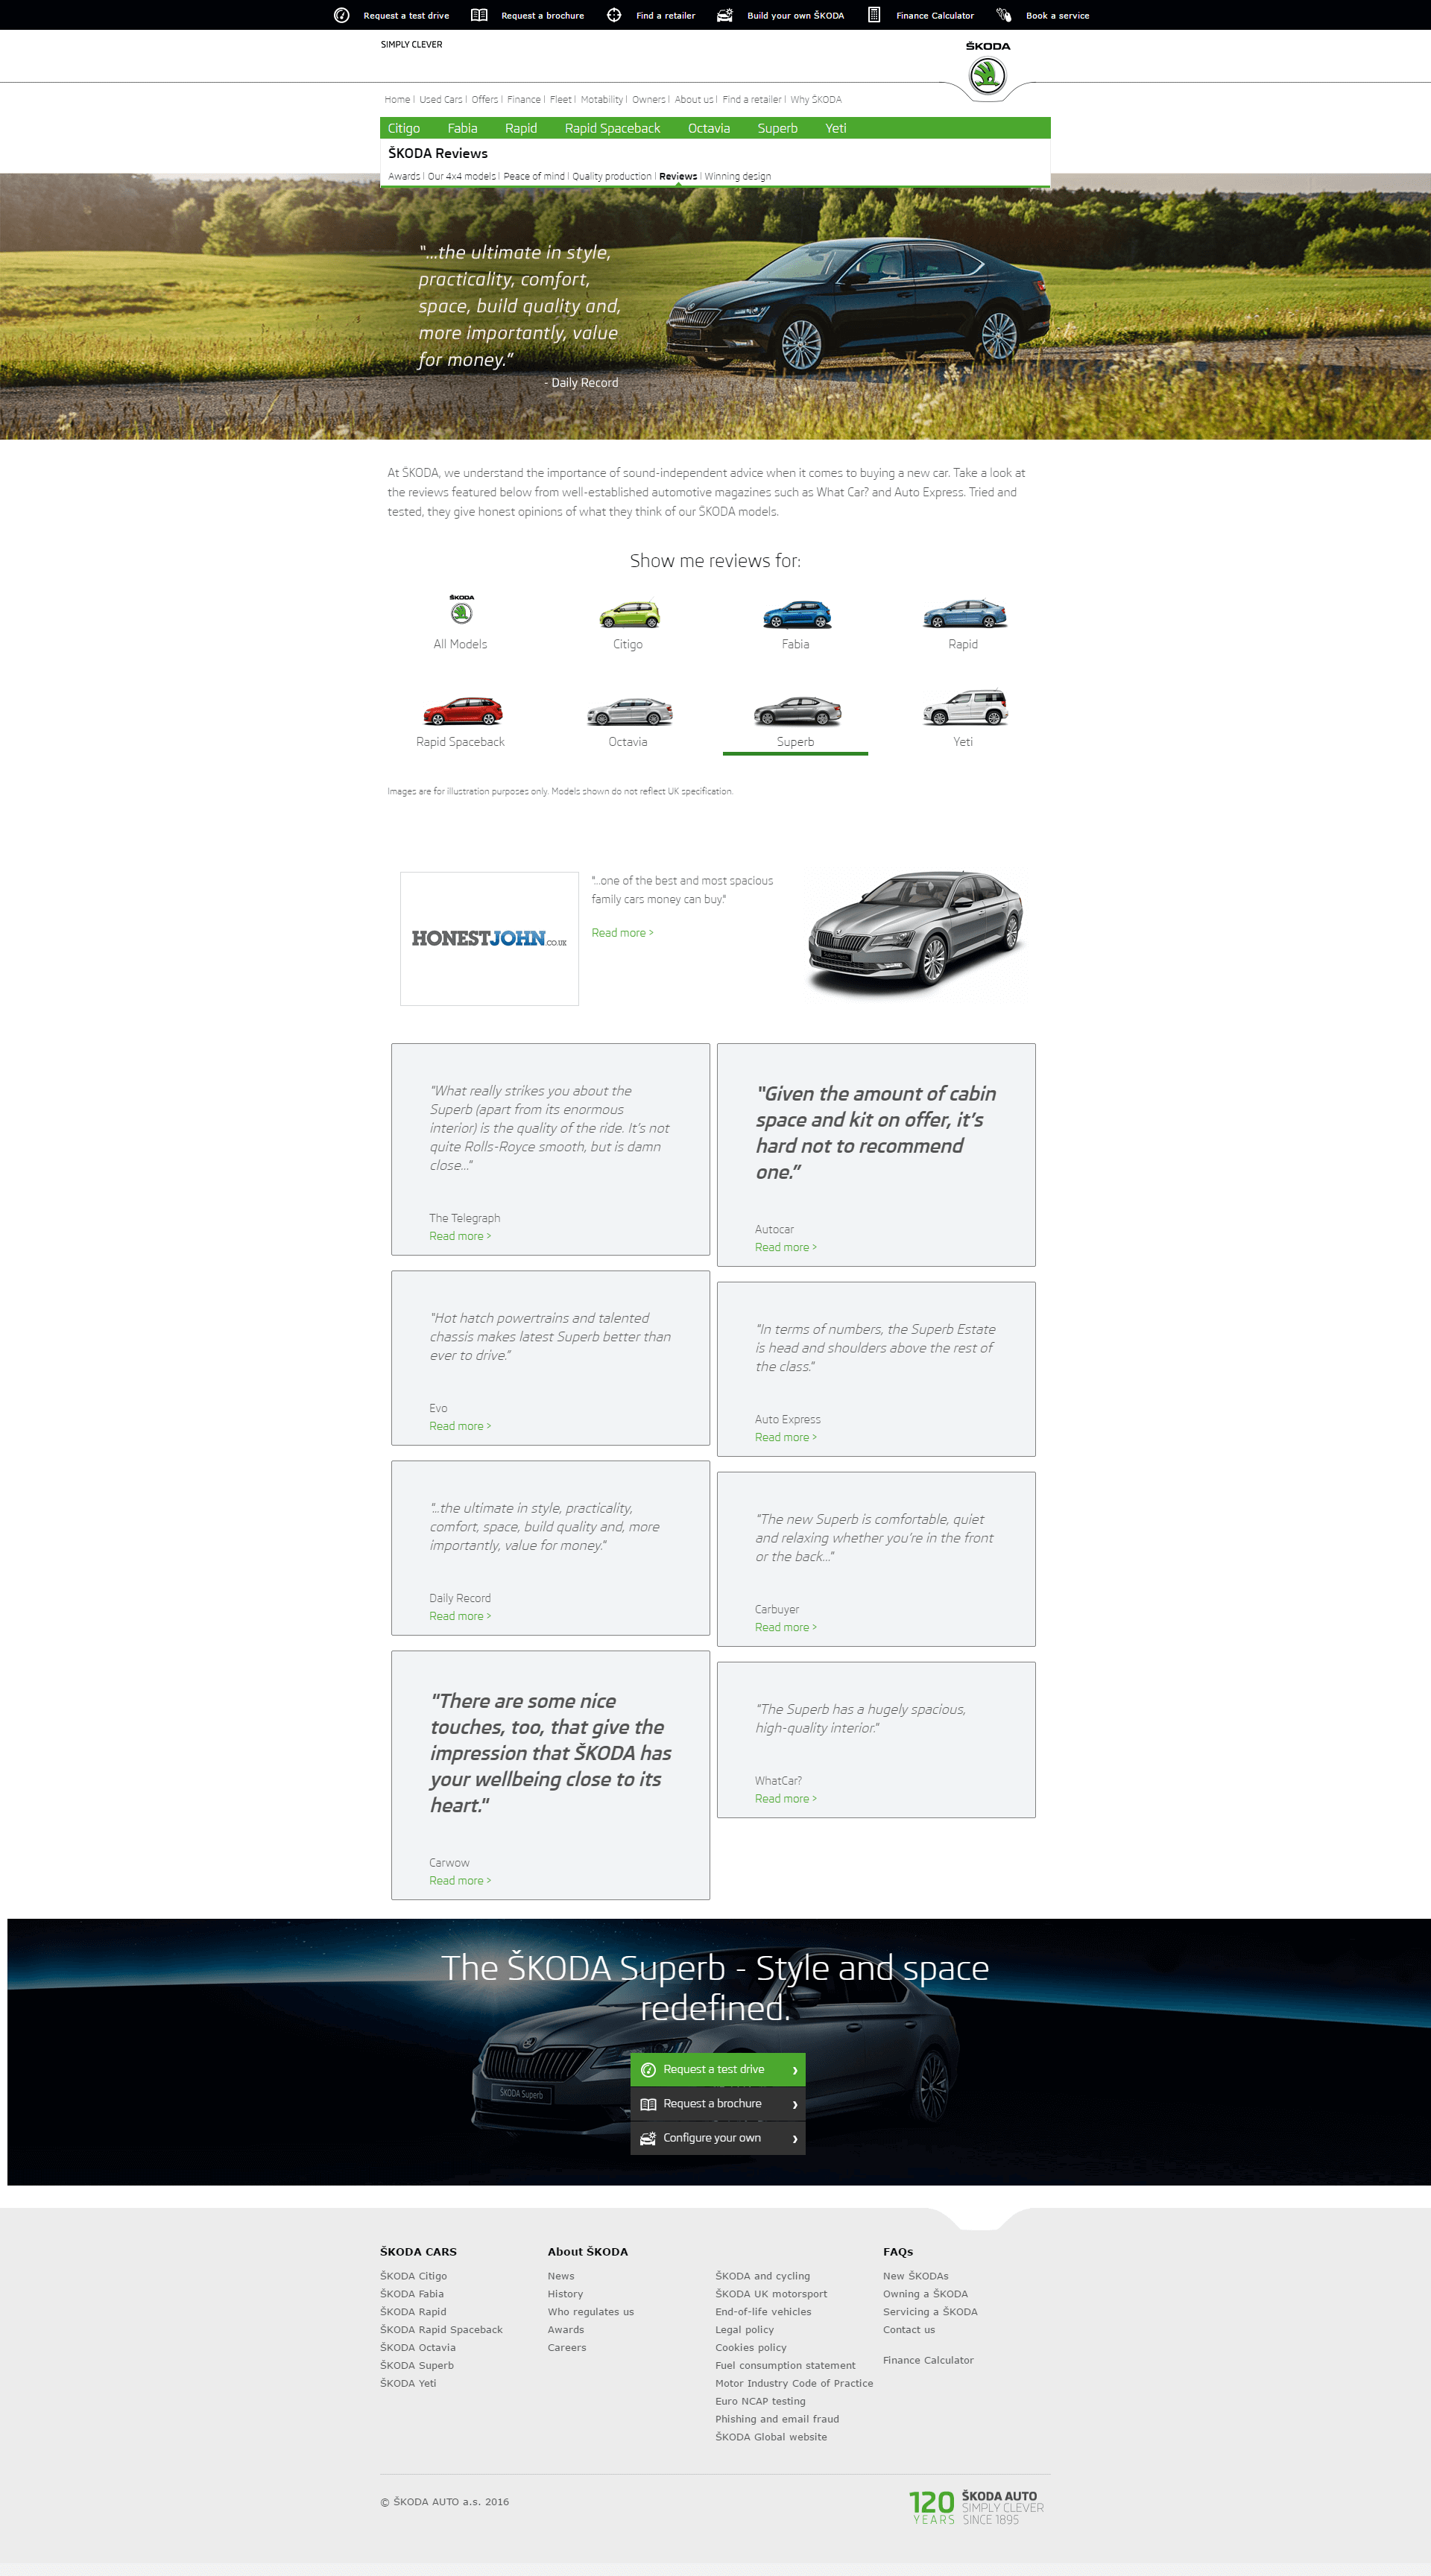 Request a test drive Request a brochure Find a retailer Build your own ŠKODA Finance Calculator Book a service
SIMPLY CLEVER
ŠKODA
Home | Used Cars | Offers | Finance | Fleet | Motability | Owners | About us | Find a retailer | Why ŠKODA
Citigo Fabia Rapid Rapid Spaceback Octavia Superb Yeti
ŠKODA Reviews
Awards | Our 4x4 models | Peace of mind | Quality production | Reviews | Winning design
"...the ultimate in style,
practicality, comfort,
space, build quality and,
more importantly, value
for money."
- Daily Record
At ŠKODA, we understand the importance of sound-independent advice when it comes to buying a new car. Take a look at
the reviews featured below from well-established automotive magazines such as What Car? and Auto Express. Tried and
tested, they give honest opinions of what they think of our ŠKODA models.
Show me reviews for:
ŠKODA
All Models Citigo Fabia Rapid
Rapid Spaceback Octavia Superb Yeti
Images are for illustration purposes only. Models shown do not reflect UK specification.
HONESTJOHN.CO.UK
"...one of the best and most spacious
family cars money can buy."
Read more >
"What really strikes you about the
Superb (apart from its enormous
interior) is the quality of the ride. It's not
quite Rolls-Royce smooth, but is damn
close..."
The Telegraph
Read more >
"Given the amount of cabin
space and kit on offer, it's
hard not to recommend
one."
Autocar
Read more >
"Hot hatch powertrains and talented
chassis makes latest Superb better than
ever to drive."
Evo
Read more >
"In terms of numbers, the Superb Estate
is head and shoulders above the rest of
the class."
Auto Express
Read more >
"...the ultimate in style, practicality,
comfort, space, build quality and, more
importantly, value for money."
Daily Record
Read more >
"The new Superb is comfortable, quiet
and relaxing whether you're in the front
or the back..."
Carbuyer
Read more >
"There are some nice
touches, too, that give the
impression that ŠKODA has
your wellbeing close to its
heart."
Carwow
Read more >
"The Superb has a hugely spacious,
high-quality interior."
WhatCar?
Read more >
The ŠKODA Superb - Style and space
redefined.
ŠKODA Superb
Request a test drive ›
Request a brochure ›
Configure your own ›
ŠKODA CARS
ŠKODA Citigo
ŠKODA Fabia
ŠKODA Rapid
ŠKODA Rapid Spaceback
ŠKODA Octavia
ŠKODA Superb
ŠKODA Yeti
About ŠKODA
News
History
Who regulates us
Awards
Careers
ŠKODA and cycling
ŠKODA UK motorsport
End-of-life vehicles
Legal policy
Cookies policy
Fuel consumption statement
Motor Industry Code of Practice
Euro NCAP testing
Phishing and email fraud
ŠKODA Global website
FAQs
New ŠKODAs
Owning a ŠKODA
Servicing a ŠKODA
Contact us
Finance Calculator
© ŠKODA AUTO a.s. 2016
120 YEARS
ŠKODA AUTO
SIMPLY CLEVER
SINCE 1895